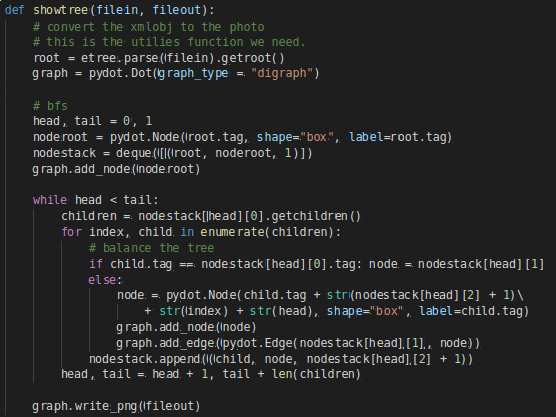 def showtree(filein, fileout):
# convert the xmlobj to the photo
# this is the utilies function we need.
root = etree.parse(filein).getroot()
graph = pydot.Dot(graph_type = "digraph")
# bfs
head, tail = 0, 1
noderoot = pydot.Node(root.tag, shape="box", label=root.tag)
nodestack = deque([(root, noderoot, 1)])
graph.add_node(noderoot)
while head < tail:
children = nodestack[head][0].getchildren()
for index, child in enumerate(children):
# balance the tree
if child.tag == nodestack[head][0].tag: node = nodestack[head][1]
else:
node = pydot.Node(child.tag + str(nodestack[head][2] + 1)\
+ str(index) + str(head), shape="box", label=child.tag)
graph.add_node(node)
graph.add_edge(pydot.Edge(nodestack[head][1], node))
nodestack.append((child, node, nodestack[head][2] + 1))
head, tail = head + 1, tail + len(children)
graph.write_png(fileout)